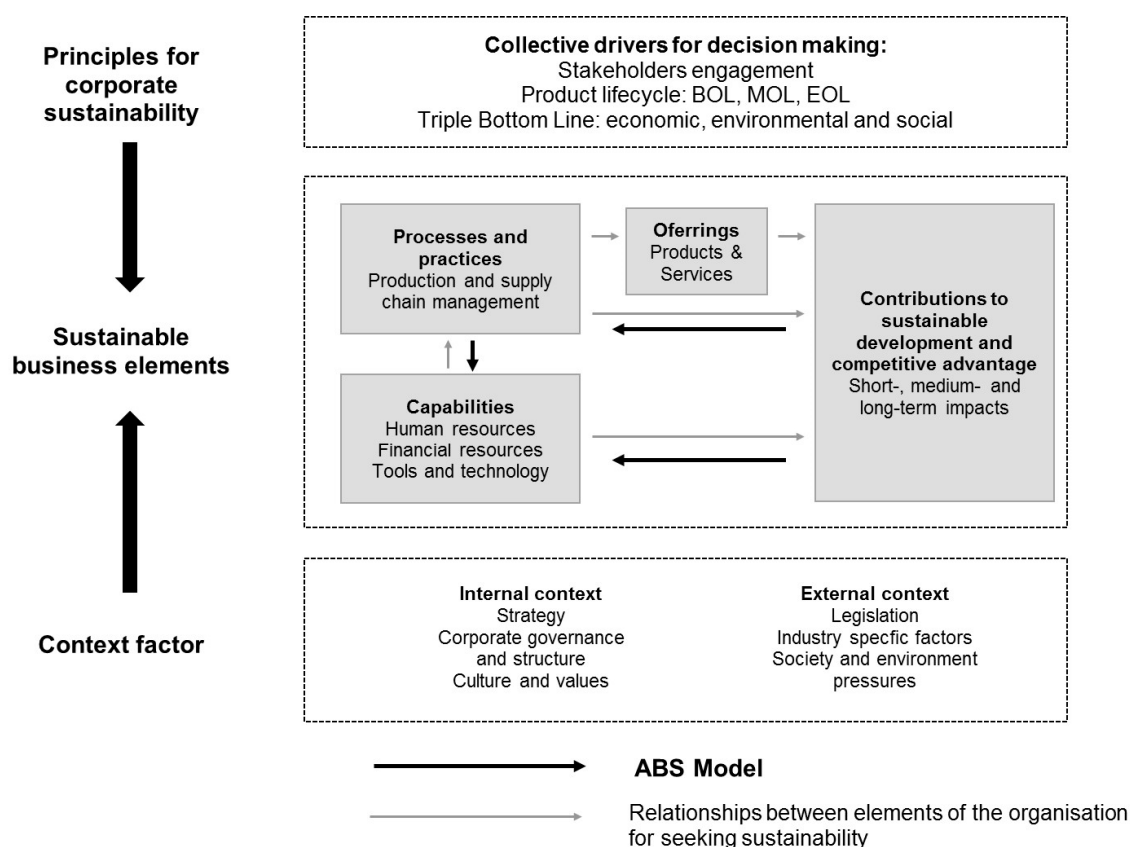 Principles for
corporate
sustainability
Collective drivers for decision making:
Stakeholders engagement
Product lifecycle: BOL, MOL, EOL
Triple Bottom Line: economic, environmental and social
Sustainable
business elements
Processes and
practices
Production and supply
chain management
Oferrings
Products &
Services
Contributions to
sustainable
development and
competitive advantage
Short-, medium- and
long-term impacts
Capabilities
Human resources
Financial resources
Tools and technology
Context factor
Internal context
Strategy
Corporate governance
and structure
Culture and values
External context
Legislation
Industry specfic factors
Society and environment
pressures
ABS Model
Relationships between elements of the organisation
for seeking sustainability